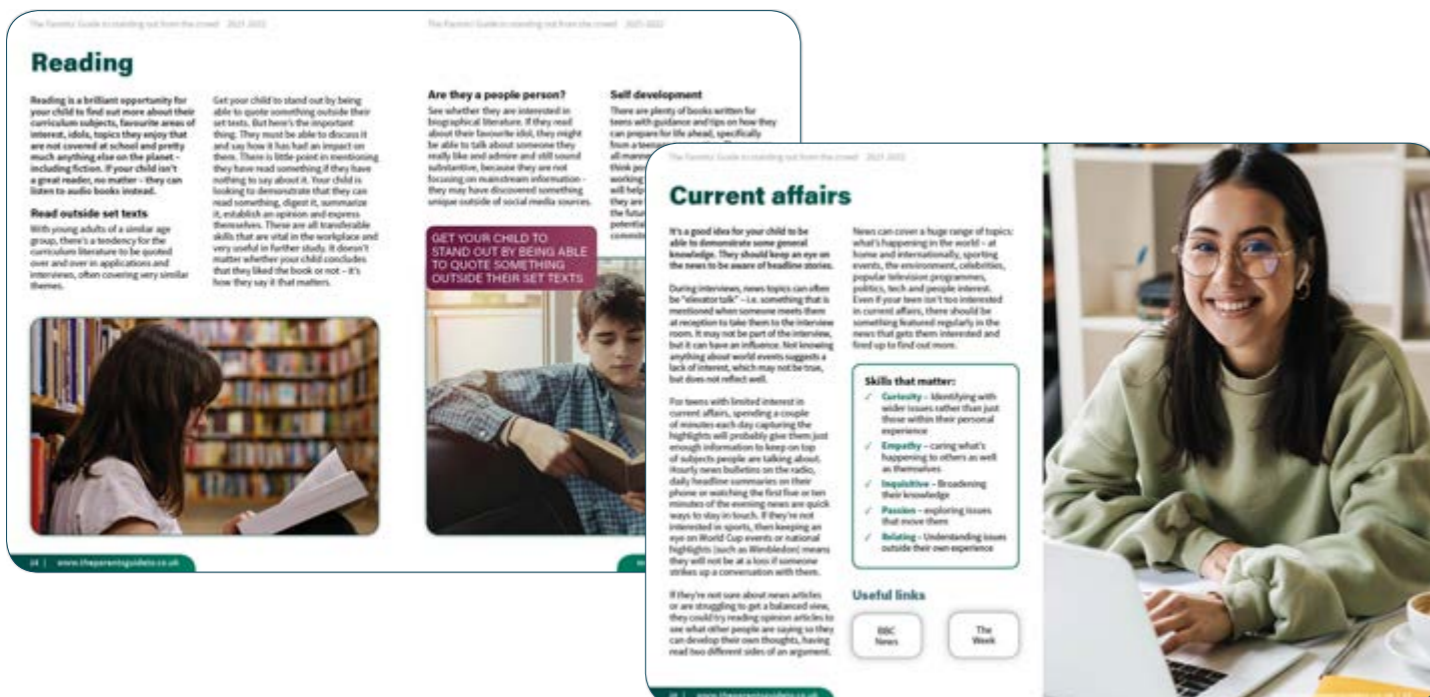 The Parents' Guide to standing out from the crowd 2021-2022
Reading
Reading is a brilliant opportunity for
your child to find out more about their
curriculum subjects, favourite areas of
interest, idols, topics they enjoy that
are not covered at school and pretty
much anything else on the planet –
including fiction. If your child isn't
a great reader, no matter – they can
listen to audio books instead.
Read outside set texts
With young adults of a similar age
group, there's a tendency for the
curriculum literature to be quoted
over and over in applications and
interviews, often covering very similar
themes.
Get your child to stand out by being
able to quote something outside their
set texts. But here's the important
thing. They must be able to discuss it
and say how it has had an impact on
them. There is little point in mentioning
they have read something if they have
nothing to say about it. Your child is
looking to demonstrate that they can
read something, digest it, summarize
it, establish an opinion and express
themselves. These are all transferable
skills that are vital in the workplace and
very useful in further study. It doesn't
matter whether your child concludes
that they liked the book or not – it's
how they say it that matters.
www.theparentsguideto.co.uk
The Parents' Guide to standing out from the crowd 2021-2022
Are they a people person?
See whether they are interested in
biographical literature. If they read
about their favourite idol, they might
be able to talk about someone they
really like and admire and still sound
substantive, because they are not
focusing on mainstream information -
they may have discovered something
unique outside of social media sources.
GET YOUR CHILD TO
STAND OUT BY BEING ABLE
TO QUOTE SOMETHING
OUTSIDE THEIR SET TEXTS
Self development
There are plenty of books written for
teens with guidance and tips on how they
can prepare for life ahead, specifically
from a
all
think
working
will help
they are
the
The Parents' Guide to standing out from the crowd 2021-2022
Current affairs
It's a good idea for your child to be
able to demonstrate some general
knowledge. They should keep an eye on
the news to be aware of headline stories.
During interviews, news topics can often
be "elevator talk" – i.e. something that is
mentioned when someone meets them
at reception to take them to the interview
room. It may not be part of the interview,
but it can have an influence. Not knowing
anything about world events suggests a
lack of interest, which may not be true,
but does not reflect well.
For teens with limited interest in
current affairs, spending a couple
of minutes each day capturing the
highlights will probably give them just
enough information to keep on top
of subjects people are talking about.
Hourly news bulletins on the radio,
daily headline summaries on their
phone or watching the first five or ten
minutes of the evening news are quick
ways to stay in touch. If they're not
interested in sports, then keeping an
eye on World Cup events or national
highlights (such as Wimbledon) means
they will not be at a loss if someone
strikes up a conversation with them.
If they're not sure about news articles
or are struggling to get a balanced view,
they could try reading opinion articles to
see what other people are saying so they
can develop their own thoughts, having
read two different sides of an argument.
News can cover a huge range of topics:
what's happening in the world – at
home and internationally, sporting
events, the environment, celebrities,
popular television programmes,
politics, tech and people interest.
Even if your teen isn't too interested
in current affairs, there should be
something featured regularly in the
news that gets them interested and
fired up to find out more.
Skills that matter:
✓ Curiosity – Identifying with
wider issues rather than just
those within their personal
experience
✓ Empathy – caring what's
happening to others as well
as themselves
✓ Inquisitive – Broadening
their knowledge
✓ Passion – exploring issues
that move them
✓ Relating – Understanding issues
outside their own experience
Useful links
BBC
News
The
Week
www.theparentsguideto.co.uk